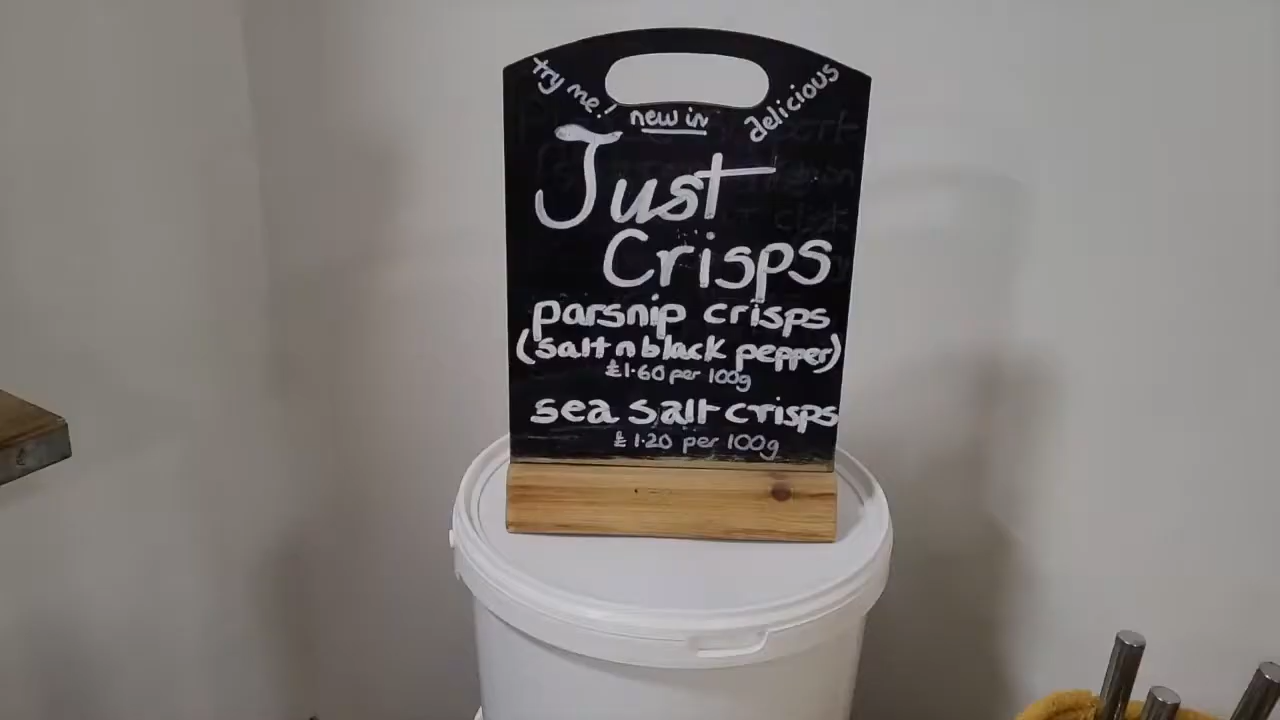 try me!
new in
delicious
Just
Crisps
parsnip crisps
(salt n black pepper)
£1.60 per 100g
sea salt crisps
£1.20 per 100g